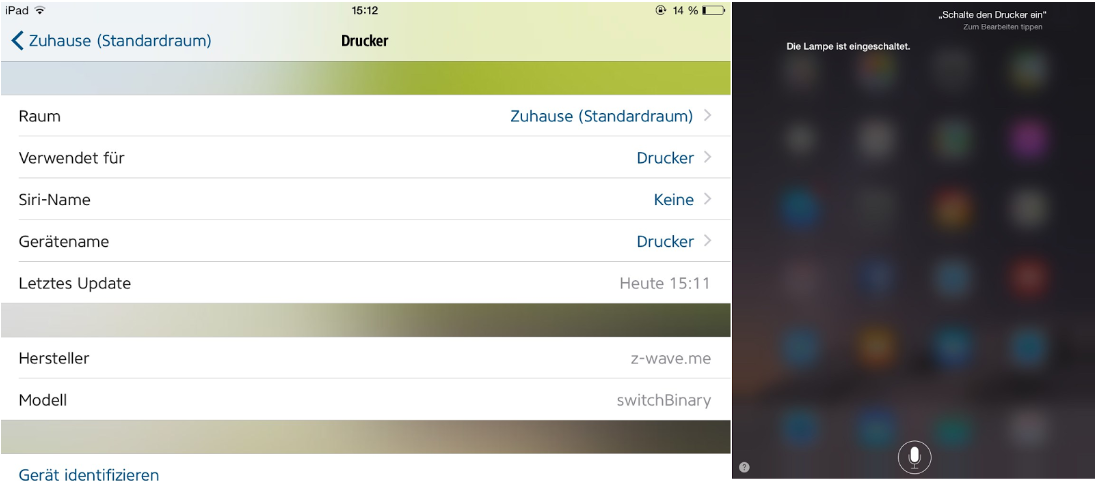 iPad 15:12 14 %
Zuhause (Standardraum) Drucker
Raum Zuhause (Standardraum)
Verwendet für Drucker
Siri-Name Keine
Gerätename Drucker
Letztes Update Heute 15:11
Hersteller z-wave.me
Modell switchBinary
Gerät identifizieren
„Schalte den Drucker ein“
Zum Bearbeiten tippen
Die Lampe ist eingeschaltet.
?